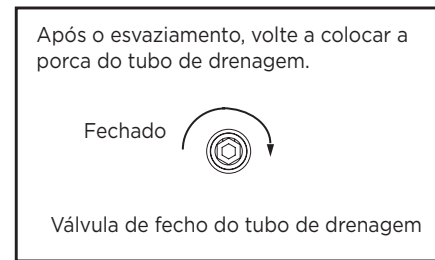 Após o esvaziamento, volte a colocar a
porca do tubo de drenagem.
Fechado
Válvula de fecho do tubo de drenagem